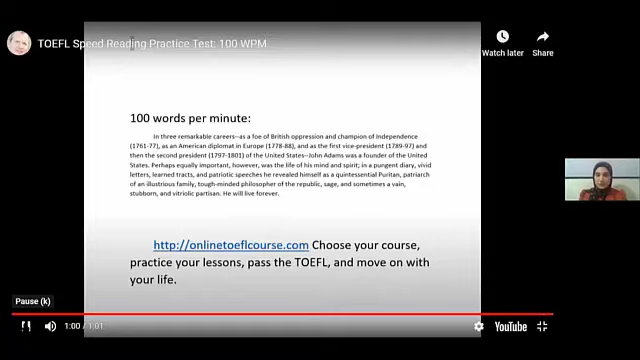 TOEFL Speed Reading Practice Test: 100 WPM
Watch later
Share
100 words per minute:
In three remarkable careers--as a foe of British oppression and champion of Independence
(1761-77), as an American diplomat in Europe (1778-88), and as the first vice-president (1789-97) and
then the second president (1797-1801) of the United States--John Adams was a founder of the United
States. Perhaps equally important, however, was the life of his mind and spirit; in a pungent diary, vivid
letters, learned tracts, and patriotic speeches he revealed himself as a quintessential Puritan, patriarch
of an illustrious family, tough-minded philosopher of the republic, sage, and sometimes a vain,
stubborn, and vitriolic partisan. He will live forever.
http://onlinetoeflcourse.com Choose your course,
practice your lessons, pass the TOEFL, and move on with
your life.
Pause (k)
1:00 / 1:01
YouTube